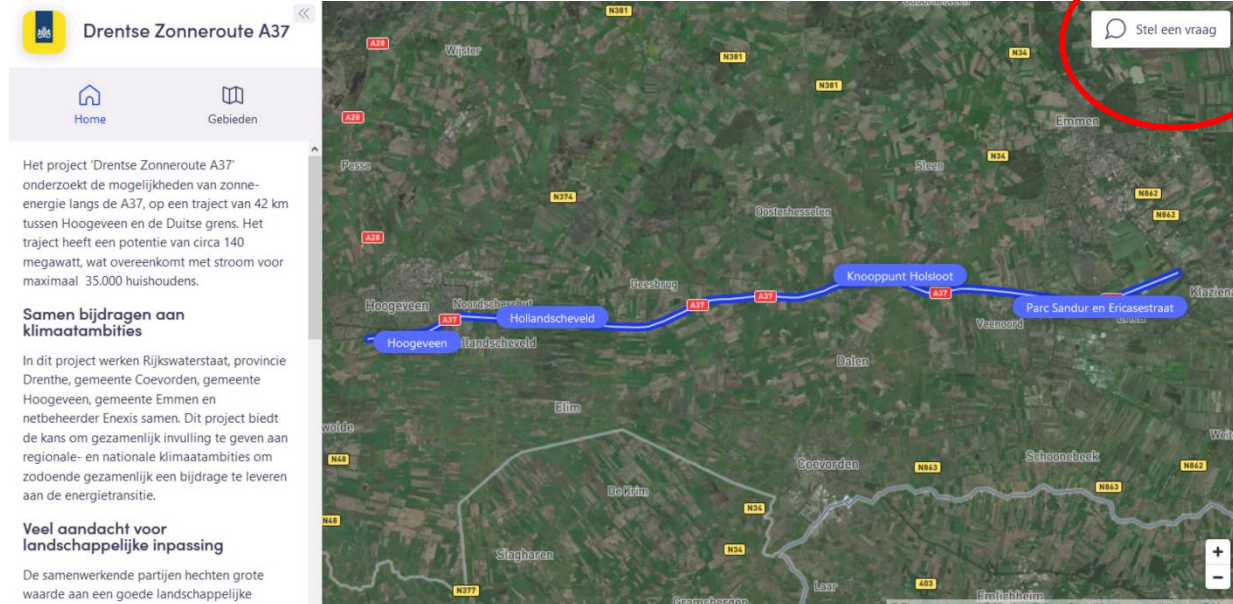 Drentse Zonneroute A37
Home
Gebieden
Het project 'Drentse Zonneroute A37'
onderzoekt de mogelijkheden van zonne-
energie langs de A37, op een traject van 42 km
tussen Hoogeveen en de Duitse grens. Het
traject heeft een potentie van circa 140
megawatt, wat overeenkomt met stroom voor
maximaal 35.000 huishoudens.
Samen bijdragen aan
klimaatambities
In dit project werken Rijkswaterstaat, provincie
Drenthe, gemeente Coevorden, gemeente
Hoogeveen, gemeente Emmen en
netbeheerder Enexis samen. Dit project biedt
de kans om gezamenlijk invulling te geven aan
regionale- en nationale klimaatambities om
zodoende gezamenlijk een bijdrage te leveren
aan de energietransitie.
Veel aandacht voor
landschappelijke inpassing
De samenwerkende partijen hechten grote
waarde aan een goede landschappelijke
Stel een vraag
N381
A28
Wijster
N381
N34
N381
A28
Emmen
Pesse
Sleen
N34
N374
N862
Oosterhesselen
N862
A28
Knooppunt Holsloot
Geesbrug
A37
A37
A37
Hoogeveen
Noordscheschut
Parc Sandur en Ericasestraat
A37
Hollandscheveld
Veenoord
Hoogeveen
llandscheveld
Dalen
Elim
wolde
N48
Coevorden
N863
Schoonebeek
N862
De Krim
N863
N34
N48
Slagharen
N34
N377
Laar
403
Emlichheim
Gramsbergen
+
−